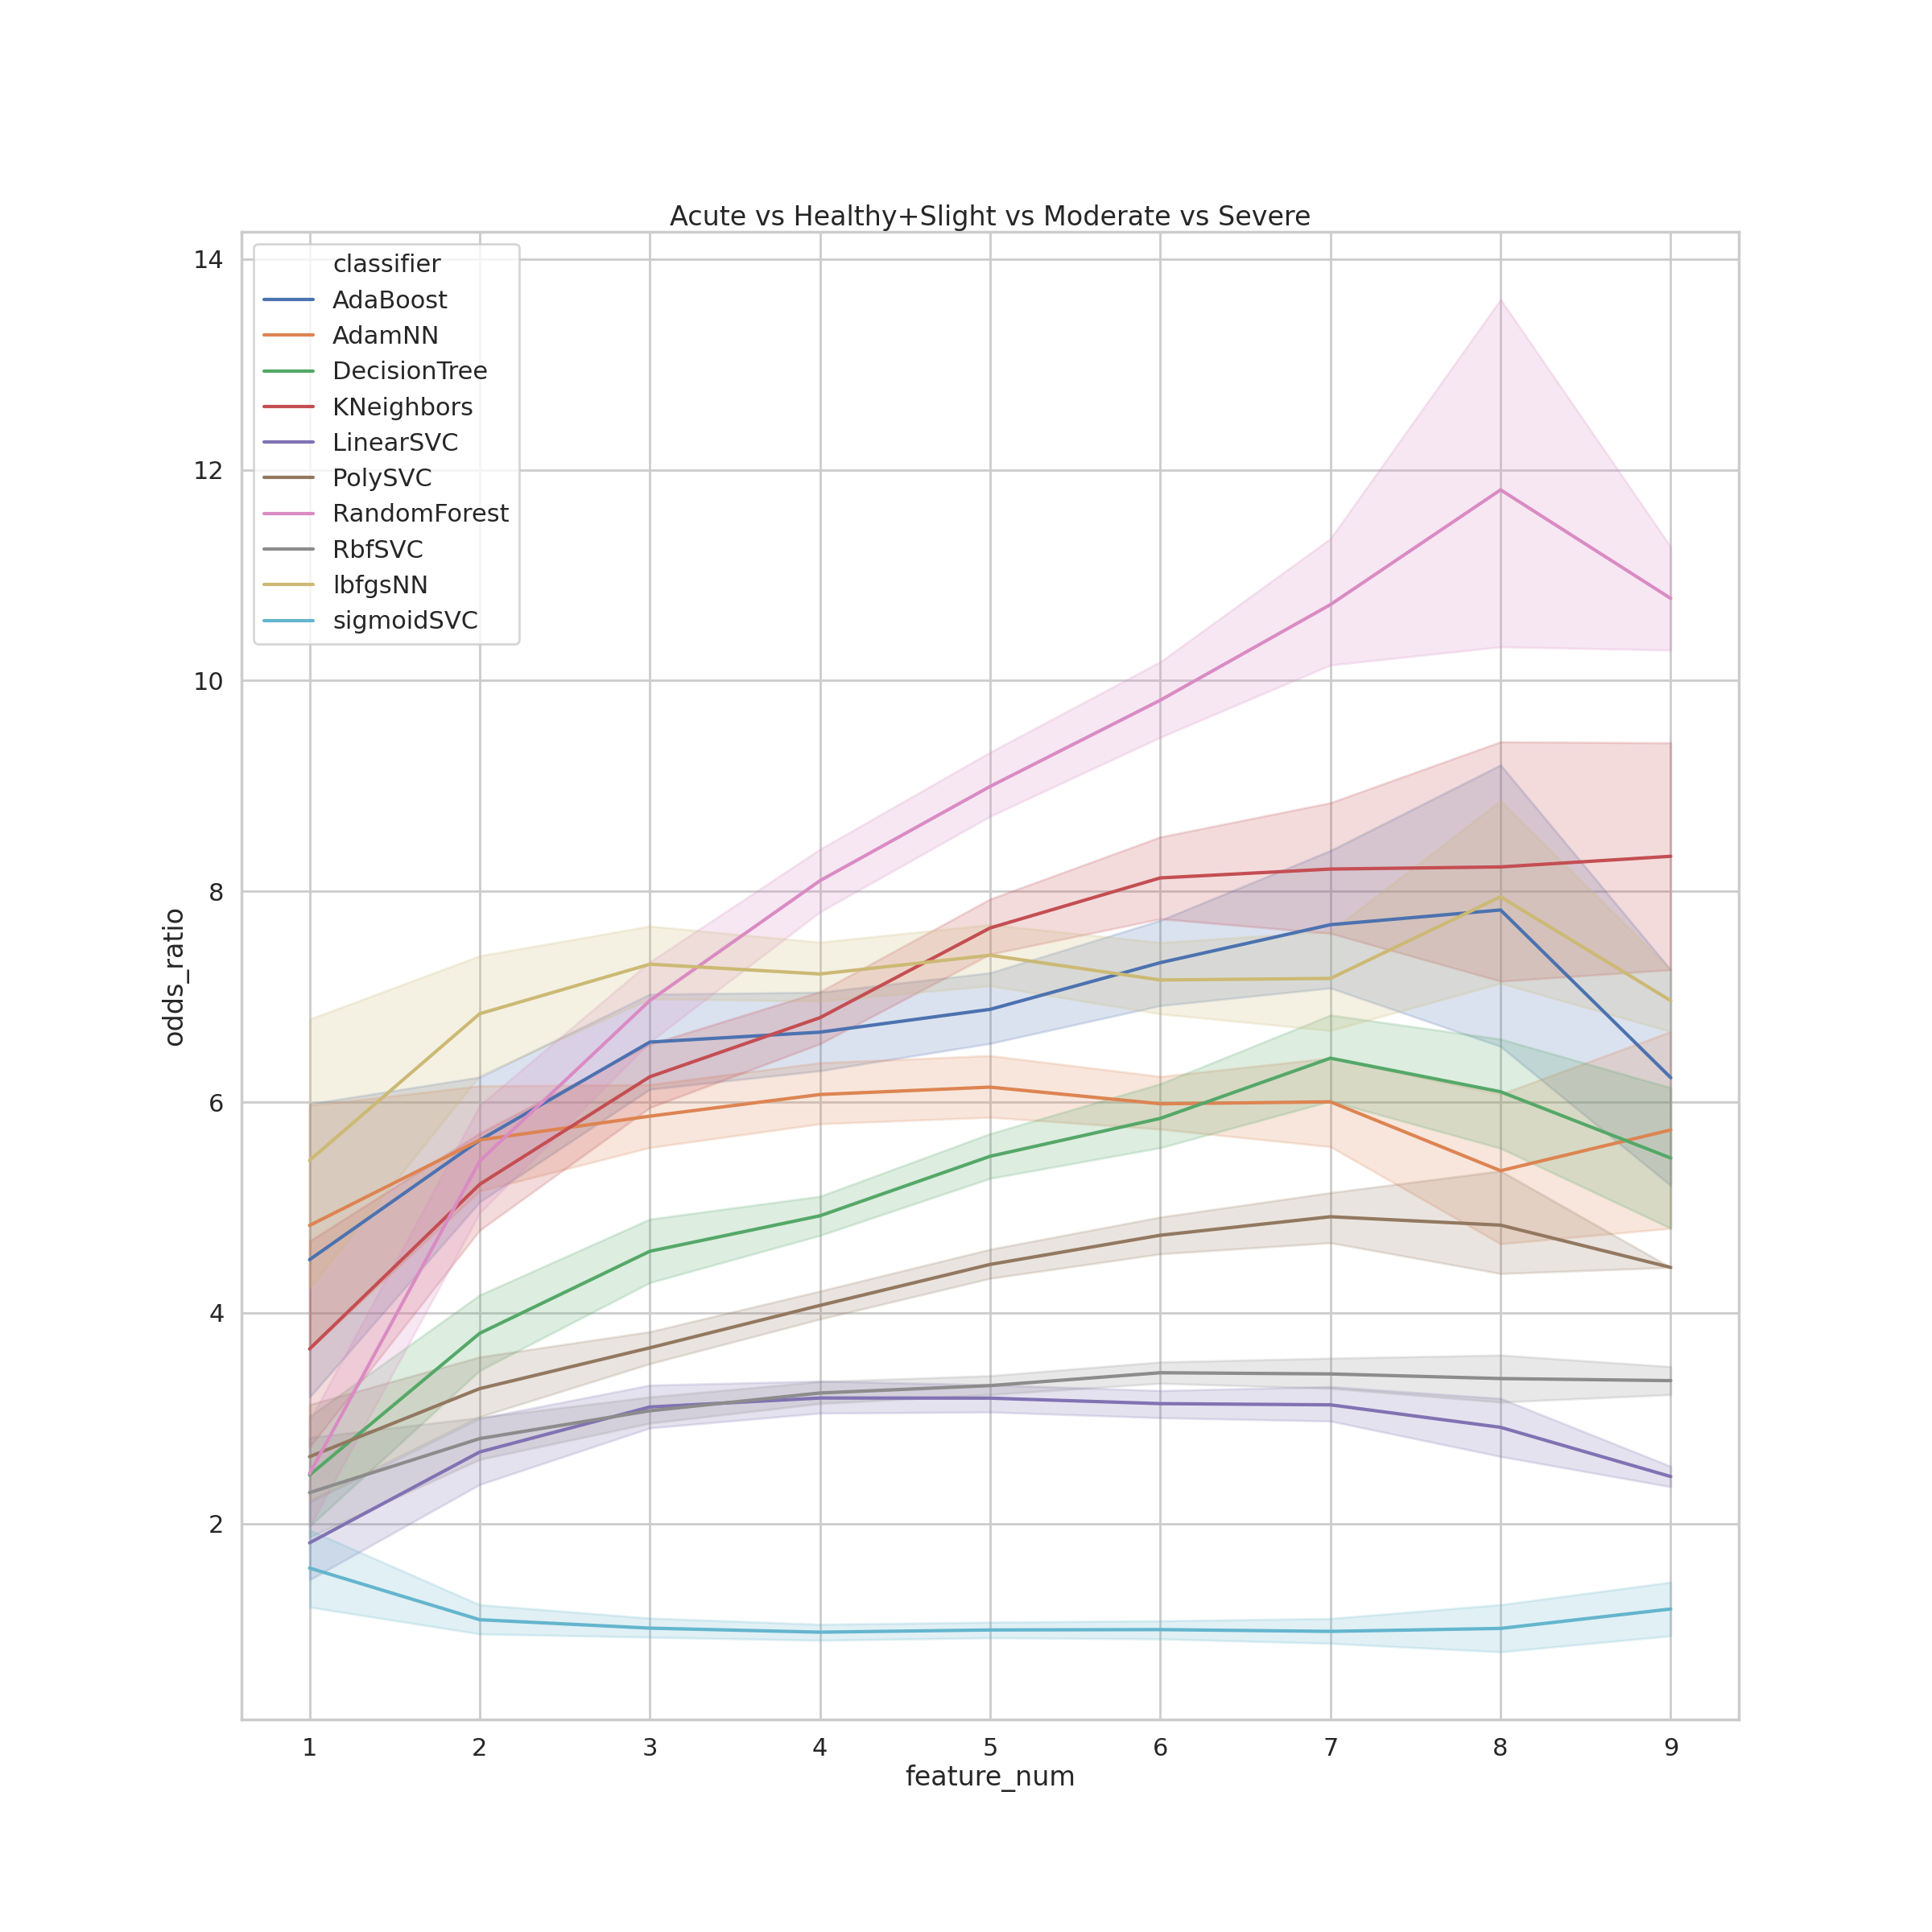 Acute vs Healthy+Slight vs Moderate vs Severe
classifier
AdaBoost
AdamNN
DecisionTree
KNeighbors
LinearSVC
PolySVC
RandomForest
RbfSVC
lbfgsNN
sigmoidSVC
14
12
10
8
6
4
2
odds_ratio
1 2 3 4 5 6 7 8 9
feature_num